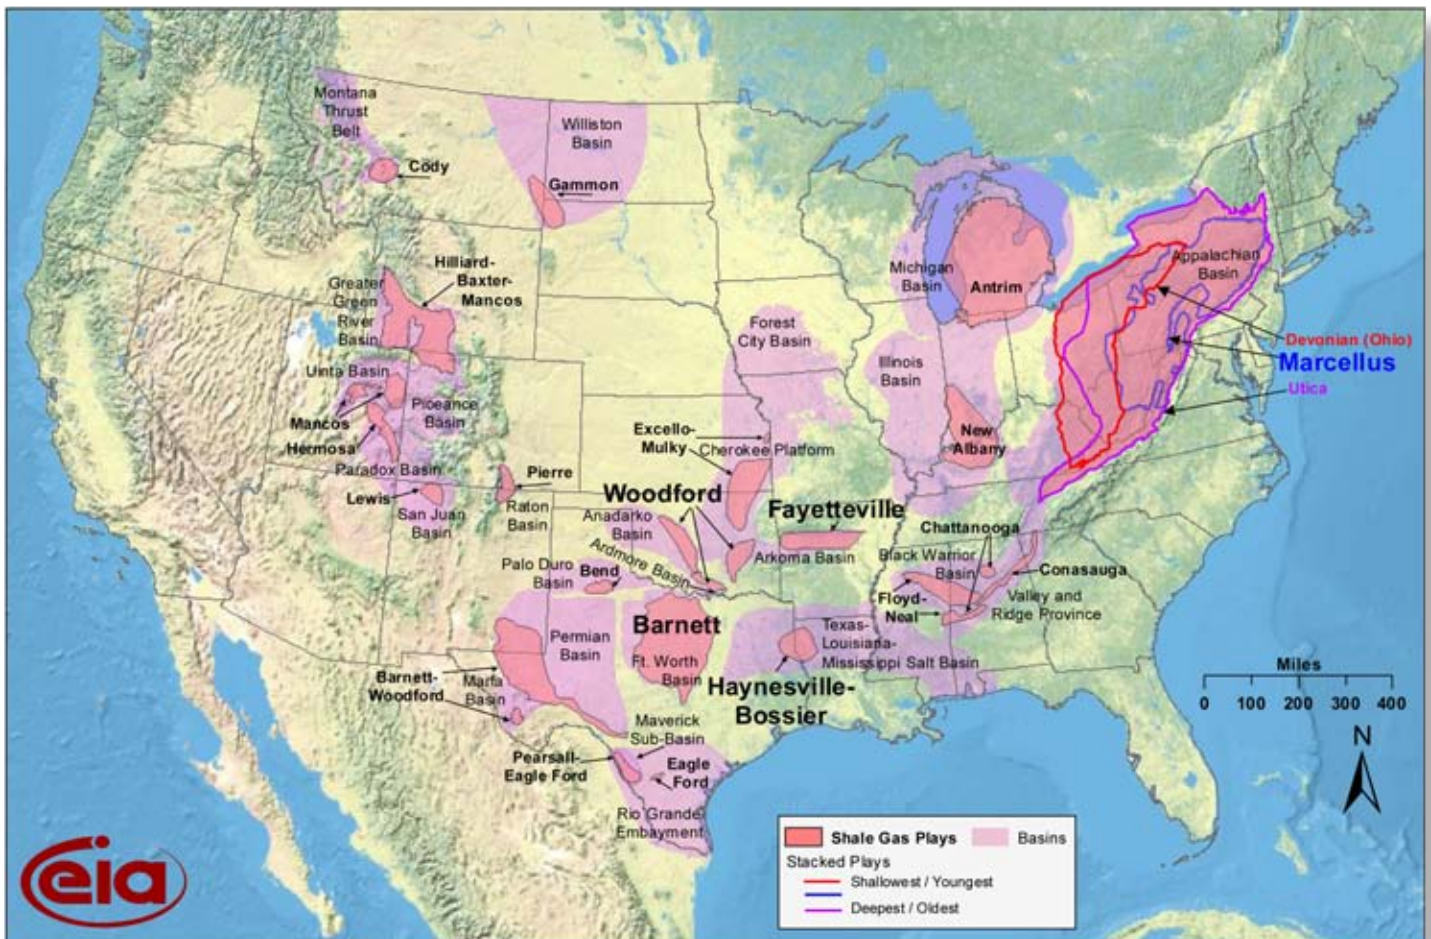 Montana
Thrust
Belt
Cody
Williston
Basin
Gammon
Hilliard-
Baxter-
Mancos
Greater
Green
River
Basin
Uinta Basin
Mancos
Piceance
Basin
Hermosa
Paradox Basin
Lewis
San Juan
Basin
Pierre
Raton
Basin
Michigan
Basin
Antrim
Forest
City Basin
Illinois
Basin
New
Albany
Appalachian
Basin
Devonian (Ohio)
Marcellus
Utica
Excello-
Mulky
Cherokee Platform
Woodford
Anadarko
Basin
Ardmore Basin
Fayetteville
Arkoma Basin
Chattanooga
Black Warrior
Basin
Conasauga
Floyd-
Neal
Valley and
Ridge Province
Palo Duro
Basin
Bend
Permian
Basin
Barnett
Ft. Worth
Basin
Texas-
Louisiana-
Mississippi Salt Basin
Haynesville-
Bossier
Barnett-
Woodford
Marfa
Basin
Maverick
Sub-Basin
Pearsall-
Eagle Ford
Eagle
Ford
Rio Grande
Embayment
Miles
0 100 200 300 400
N
Shale Gas Plays
Basins
Stacked Plays
Shallowest / Youngest
Deepest / Oldest
eia